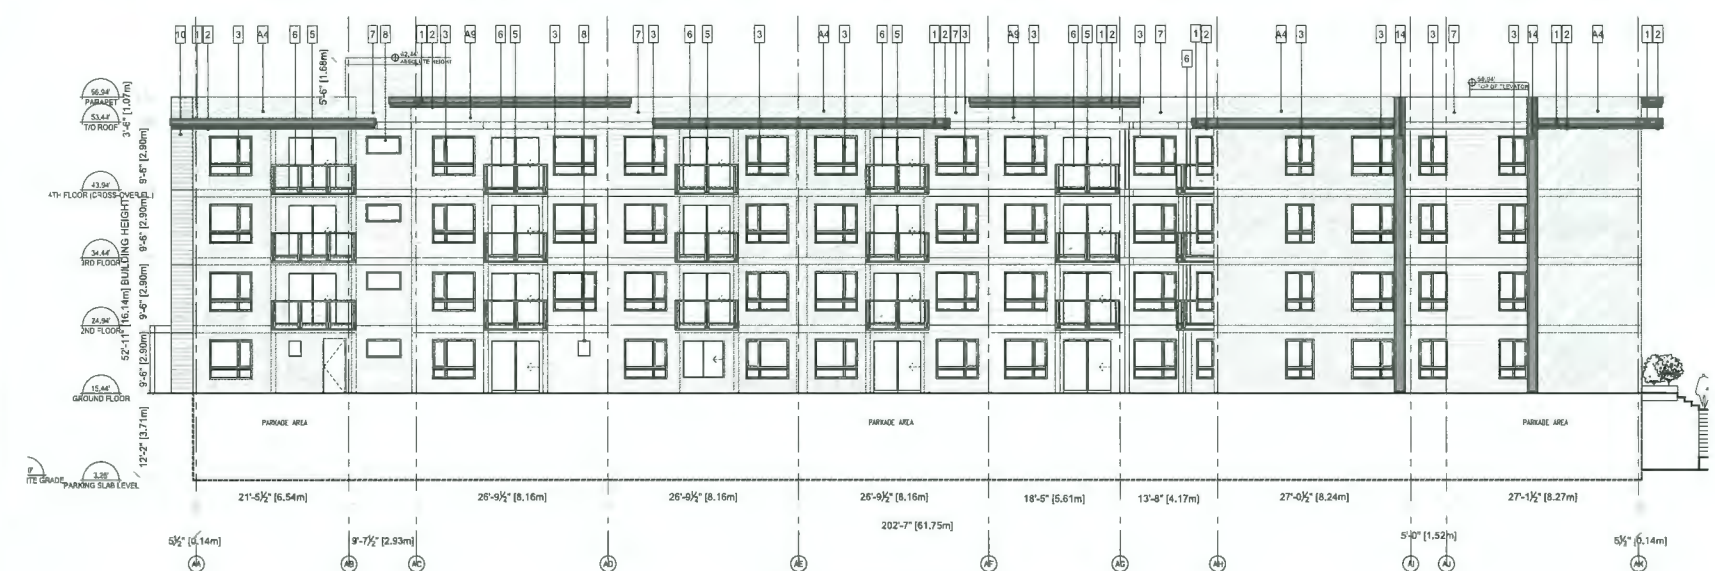 10 1 2 3 A4 6 5 7 8 1 2 3 A9 6 5 3 8 7 3 6 5 3 A4 3 6 5 1 2 7 3 A9 3 6 5 1 2 3 7 6 1 2 A4 3 3 14 3 7 3 14 1 2 A4 1 2
ABSOLUTE HEIGHT
58.94'
TOP OF ELEVATOR
5'-6" [1.68m]
56.94'
PARAPET
3'-6" [1.07m]
53.44'
T/O ROOF
9'-6" [2.90m]
43.94'
4TH FLOOR
9'-6" [2.90m]
52'-11" [16.14m] BUILDING HEIGHT
34.44'
3RD FLOOR
9'-6" [2.90m]
24.94'
2ND FLOOR
9'-6" [2.90m]
15.44'
GROUND FLOOR
PARKADE AREA PARKADE AREA PARKADE AREA
12'-2" [3.71m]
0'
ITE GRADE
3.28'
PARKING SLAB LEVEL
21'-5½" [6.54m] 26'-9½" [8.16m] 26'-9½" [8.16m] 26'-9½" [8.16m] 18'-5" [5.61m] 13'-8" [4.17m] 27'-0½" [8.24m] 27'-1½" [8.27m]
202'-7" [61.75m]
5½" [0.14m] 9'-7½" [2.93m] 5'-0" [1.52m] 5½" [0.14m]
AA AB AC AD AE AF AG AH AI AJ AK